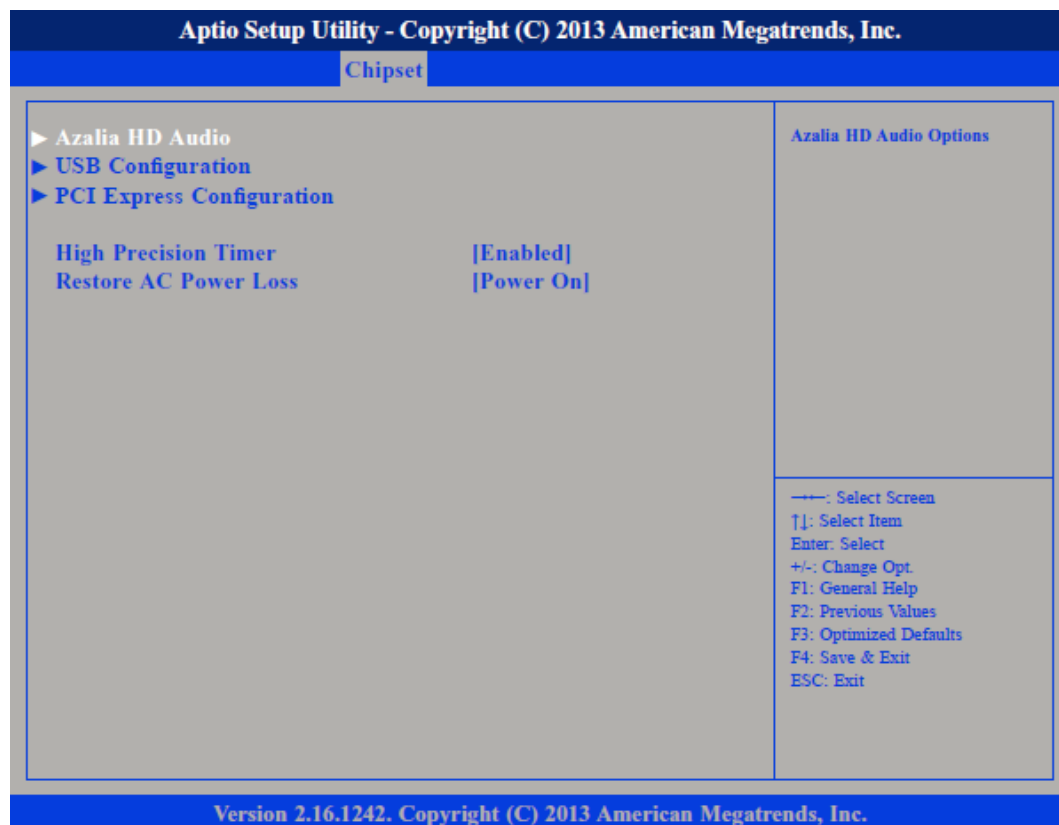 Aptio Setup Utility - Copyright (C) 2013 American Megatrends, Inc.
Chipset
► Azalia HD Audio
► USB Configuration
► PCI Express Configuration
High Precision Timer [Enabled]
Restore AC Power Loss [Power On]
Azalia HD Audio Options
→←: Select Screen
↑↓: Select Item
Enter: Select
+/-: Change Opt.
F1: General Help
F2: Previous Values
F3: Optimized Defaults
F4: Save & Exit
ESC: Exit
Version 2.16.1242. Copyright (C) 2013 American Megatrends, Inc.